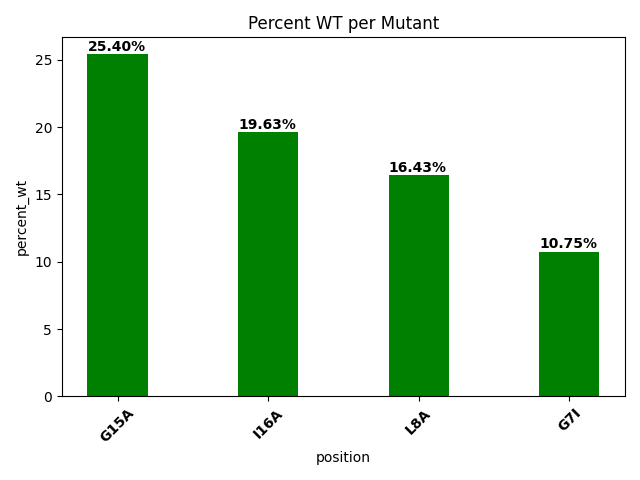 Percent WT per Mutant
25.40%
19.63%
16.43%
10.75%
percent_wt
25
20
15
10
5
0
G15A
I16A
L8A
G7I
position